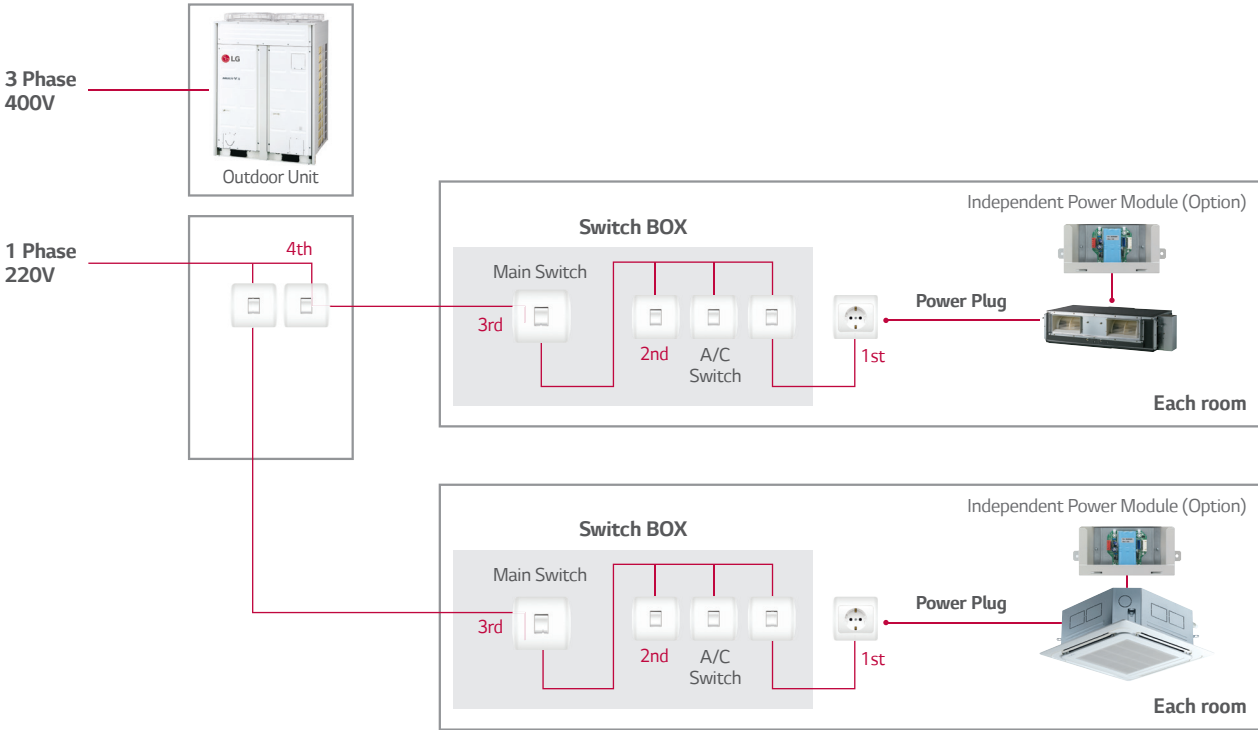 3 Phase
400V
LG
Outdoor Unit
1 Phase
220V
4th
Independent Power Module (Option)
Switch BOX
Main Switch
3rd
2nd
A/C
Switch
1st
Power Plug
Each room
Independent Power Module (Option)
Switch BOX
Main Switch
3rd
2nd
A/C
Switch
1st
Power Plug
Each room